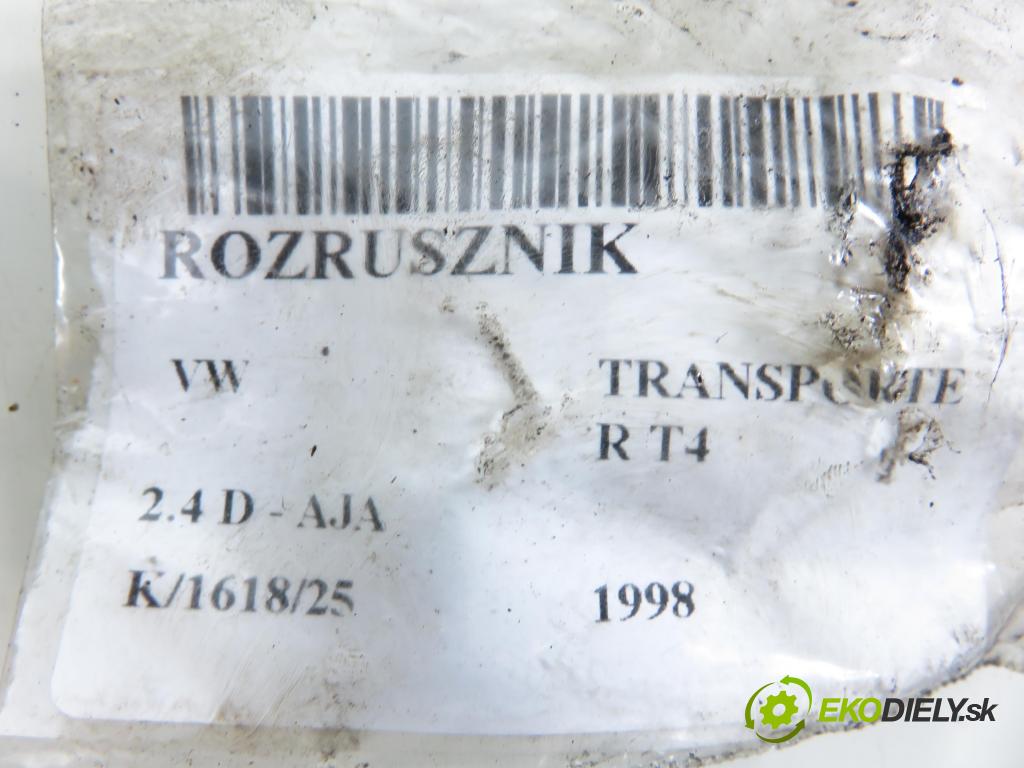 ROZRUSZNIK
VW
TRANSPORTE
R T4
2.4 D - AJA
K/1618/25
1998
EKODIELY.sk